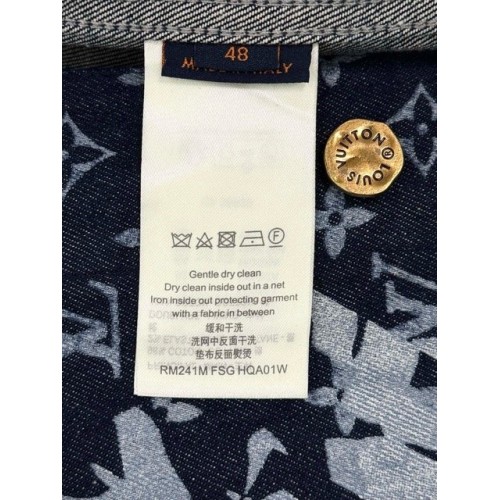 48
MADE IN ITALY
LOUIS VUITTON ®
F
Gentle dry clean
Dry clean inside out in a net
Iron inside out protecting garment
with a fabric in between
缓和干洗
洗网中反面干洗
垫布反面熨烫
RM241M FSG HQA01W